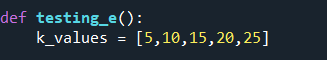 def testing_e():
    k_values = [5,10,15,20,25]